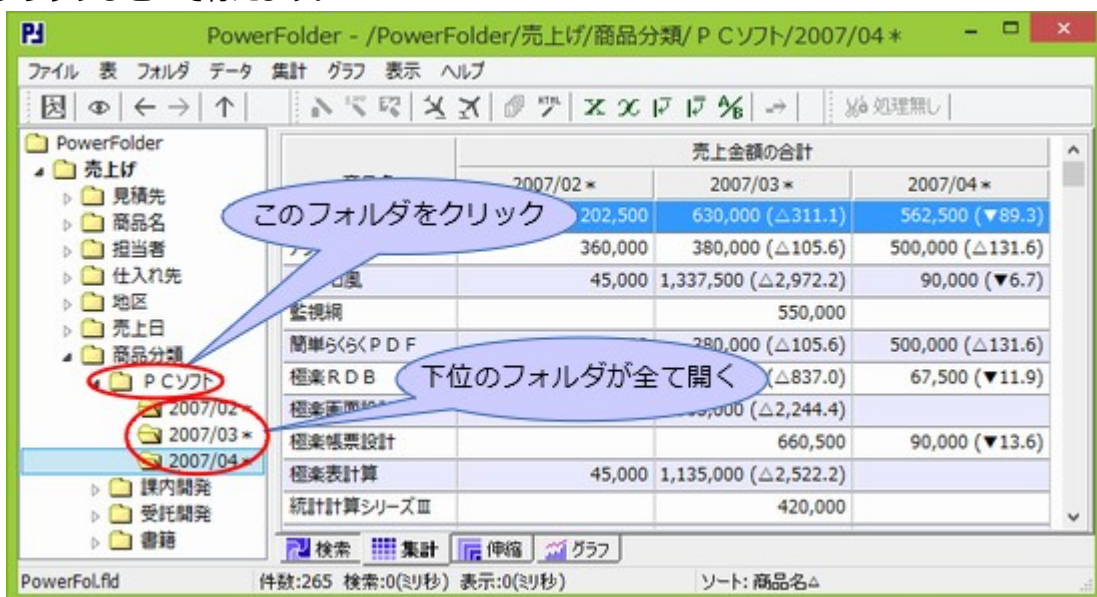 PowerFolder - /PowerFolder/売上げ/商品分類/ＰＣソフト/2007/04＊
ファイル 表 フォルダ データ 集計 グラフ 表示 ヘルプ
処理無し
PowerFolder
売上げ
見積先
商品名
担当者
仕入れ先
地区
売上日
商品分類
ＰＣソフト
2007/02＊
2007/03＊
2007/04＊
課内開発
受託開発
書籍
このフォルダをクリック
下位のフォルダが全て開く
売上金額の合計
2007/02＊ 2007/03＊ 2007/04＊
202,500 630,000 (△311.1) 562,500 (▼89.3)
360,000 380,000 (△105.6) 500,000 (△131.6)
45,000 1,337,500 (△2,972.2) 90,000 (▼6.7)
監視網 550,000
簡単らくらくＰＤＦ 380,000 (△105.6) 500,000 (△131.6)
極楽ＲＤＢ (△837.0) 67,500 (▼11.9)
(△2,244.4)
極楽帳票設計 660,500 90,000 (▼13.6)
極楽表計算 45,000 1,135,000 (△2,522.2)
統計計算シリーズⅢ 420,000
検索 集計 伸縮 グラフ
PowerFol.fld 件数:265 検索:0(ミリ秒) 表示:0(ミリ秒) ソート: 商品名△